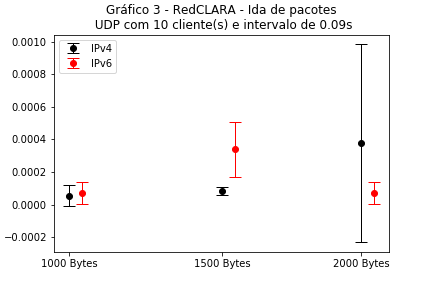 Gráfico 3 - RedCLARA - Ida de pacotes
UDP com 10 cliente(s) e intervalo de 0.09s
IPv4
IPv6
0.0010
0.0008
0.0006
0.0004
0.0002
0.0000
−0.0002
1000 Bytes
1500 Bytes
2000 Bytes